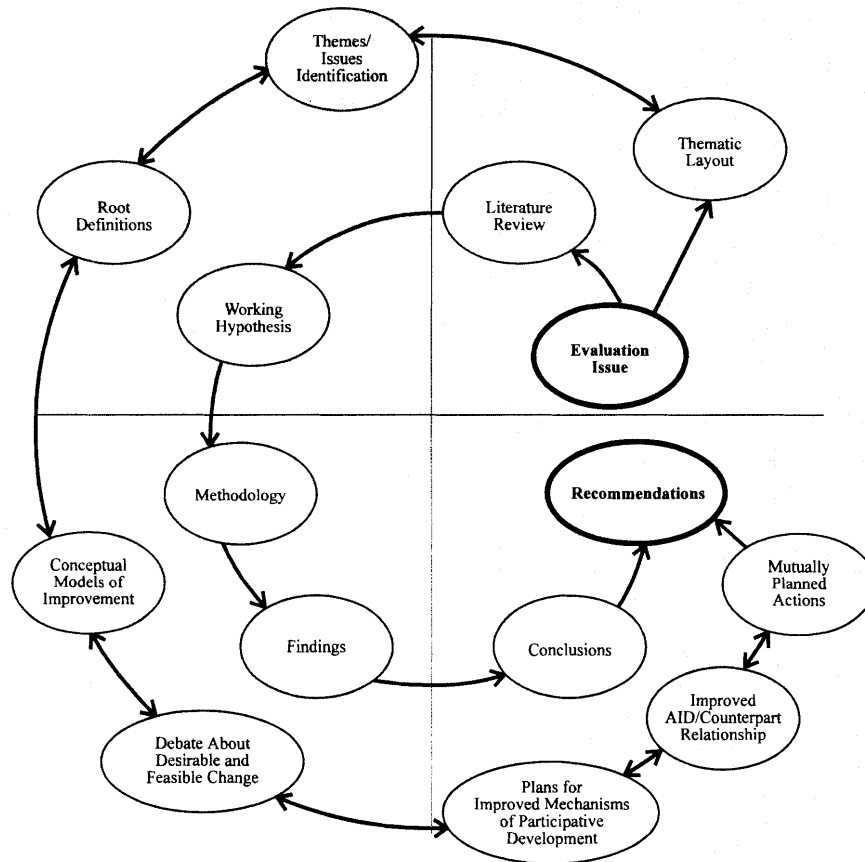 Themes/
Issues
Identification
Thematic
Layout
Root
Definitions
Literature
Review
Working
Hypothesis
Evaluation
Issue
Methodology
Recommendations
Conceptual
Models of
Improvement
Mutually
Planned
Actions
Findings
Conclusions
Improved
AID/Counterpart
Relationship
Debate About
Desirable and
Feasible Change
Plans for
Improved Mechanisms
of Participative
Development